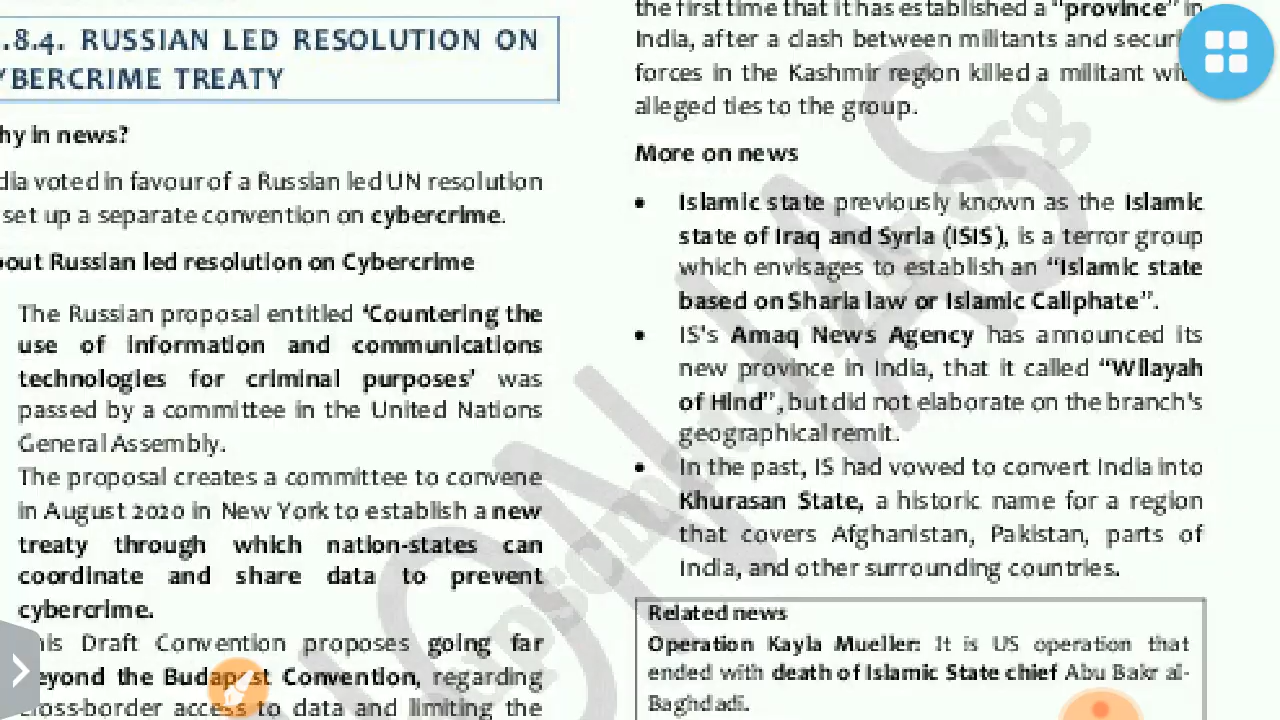 .8.4. RUSSIAN LED RESOLUTION ON
YBERCRIME TREATY
hy in news?
dia voted in favour of a Russian led UN resolution
set up a separate convention on cybercrime.
bout Russian led resolution on Cybercrime
The Russian proposal entitled ‘Countering the
use of information and communications
technologies for criminal purposes’ was
passed by a committee in the United Nations
General Assembly.
The proposal creates a committee to convene
in August 2020 in New York to establish a new
treaty through which nation-states can
coordinate and share data to prevent
cybercrime.
his Draft Convention proposes going far
eyond the Budapest Convention, regarding
cross-border access to data and limiting the
the first time that it has established a “province” in
India, after a clash between militants and securi
forces in the Kashmir region killed a militant wi
alleged ties to the group.
More on news
• Islamic state previously known as the Islamic
state of Iraq and Syria (ISIS), is a terror group
which envisages to establish an “Islamic state
based on Sharia law or Islamic Caliphate”.
• IS's Amaq News Agency has announced its
new province in India, that it called “Wilayah
of Hind”, but did not elaborate on the branch's
geographical remit.
• In the past, IS had vowed to convert India into
Khurasan State, a historic name for a region
that covers Afghanistan, Pakistan, parts of
India, and other surrounding countries.
Related news
Operation Kayla Mueller: It is US operation that
ended with death of Islamic State chief Abu Bakr al-
Baghdadi.